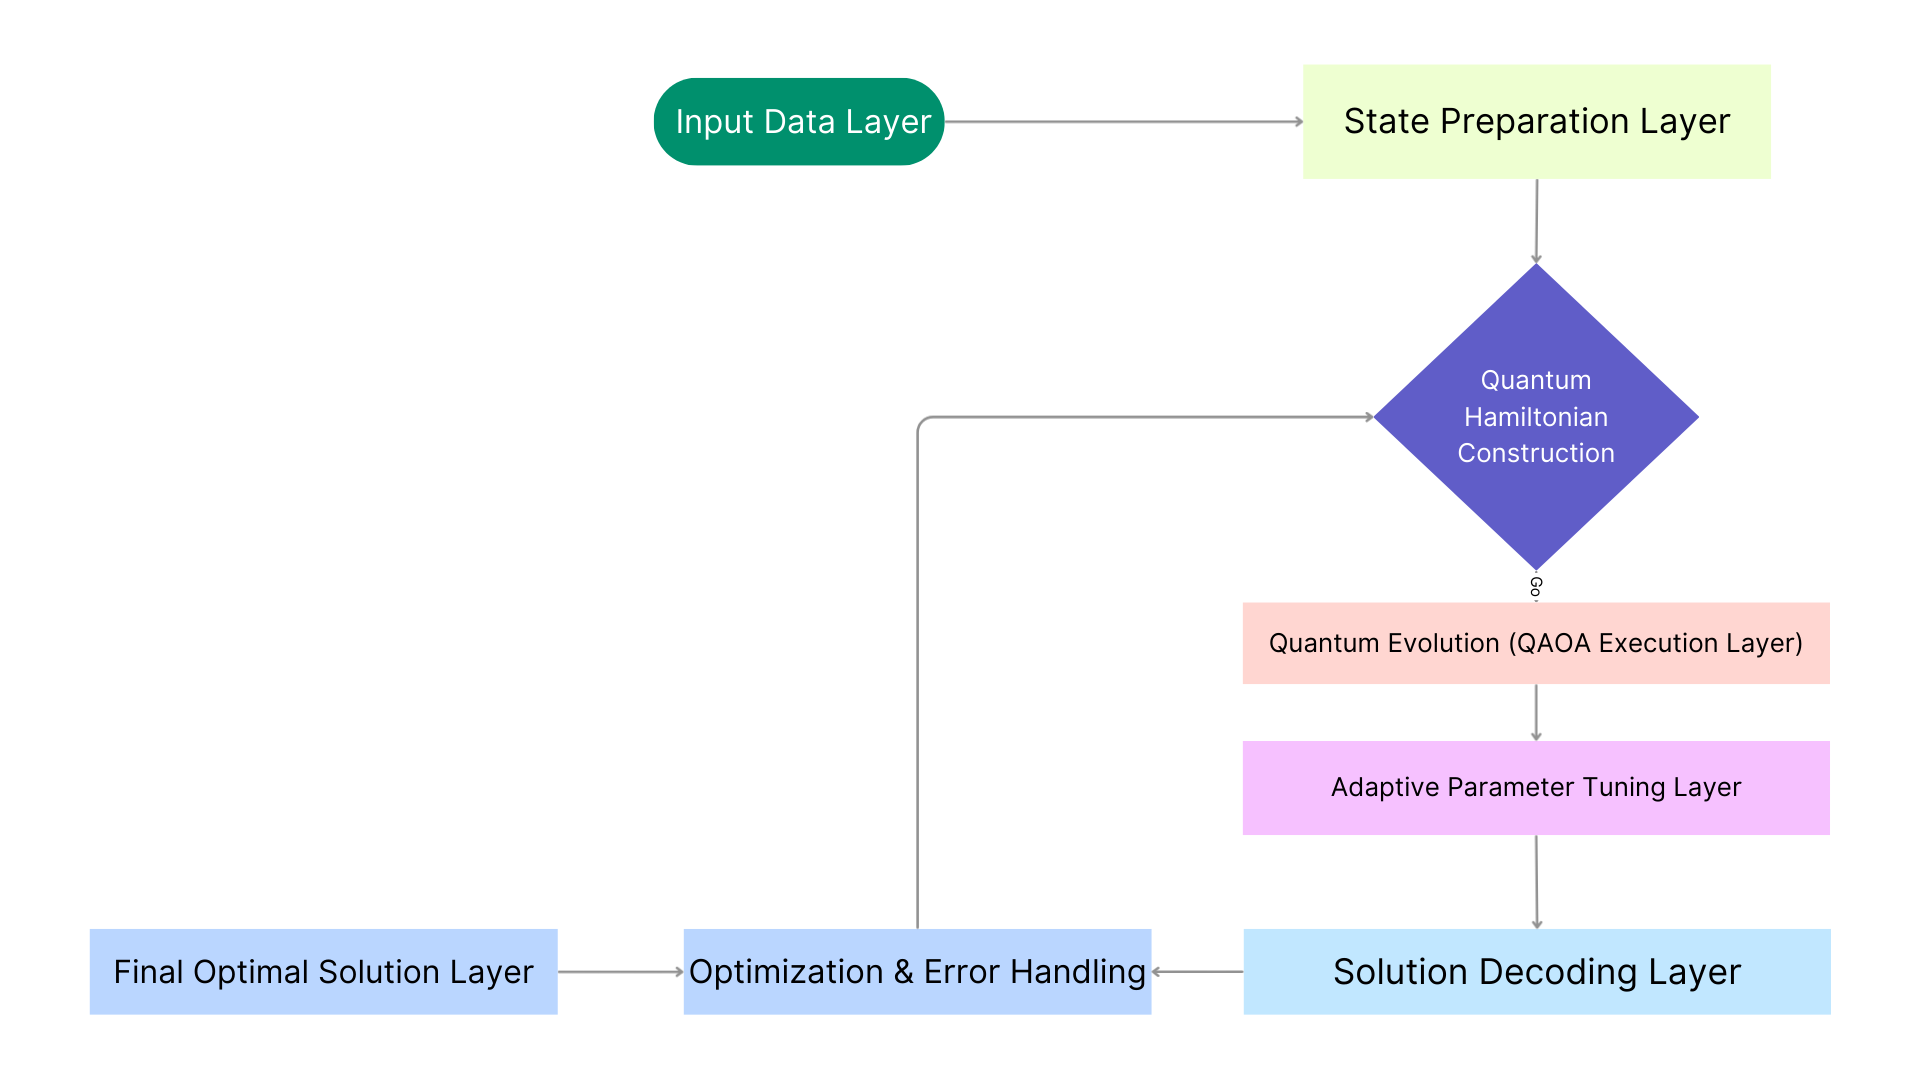 Input Data Layer
State Preparation Layer
Quantum
Hamiltonian
Construction
Go
Quantum Evolution (QAOA Execution Layer)
Adaptive Parameter Tuning Layer
Final Optimal Solution Layer
Optimization & Error Handling
Solution Decoding Layer